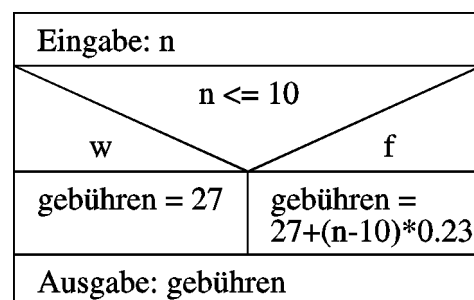 Eingabe: n
n <= 10
w
f
gebühren = 27
gebühren =
27+(n-10)*0.23
Ausgabe: gebühren